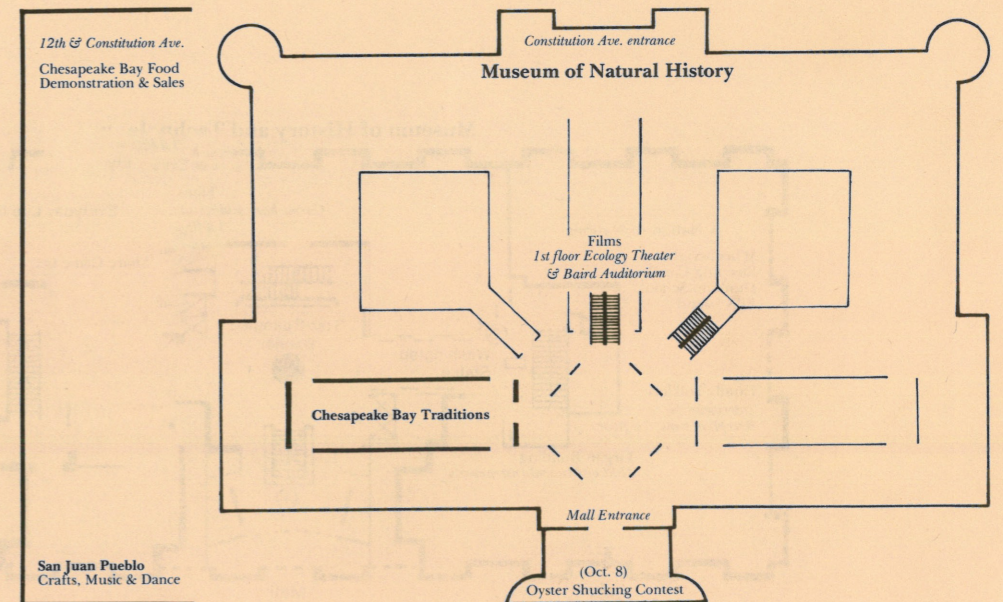 12th & Constitution Ave.
Chesapeake Bay Food
Demonstration & Sales
Constitution Ave. entrance
Museum of Natural History
Films
1st floor Ecology Theater
& Baird Auditorium
Chesapeake Bay Traditions
Mall Entrance
San Juan Pueblo
Crafts, Music & Dance
(Oct. 8)
Oyster Shucking Contest